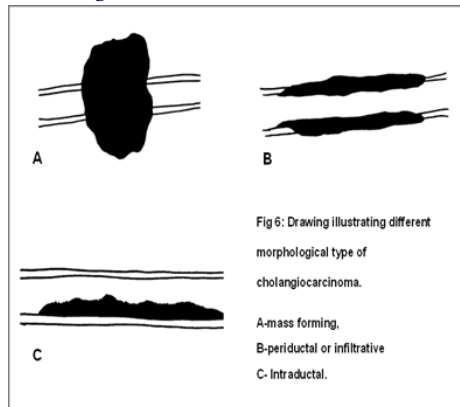 A
B
Fig 6: Drawing illustrating different
morphological type of
cholangiocarcinoma.
A-mass forming,
B-periductal or infiltrative
C- Intraductal.
C